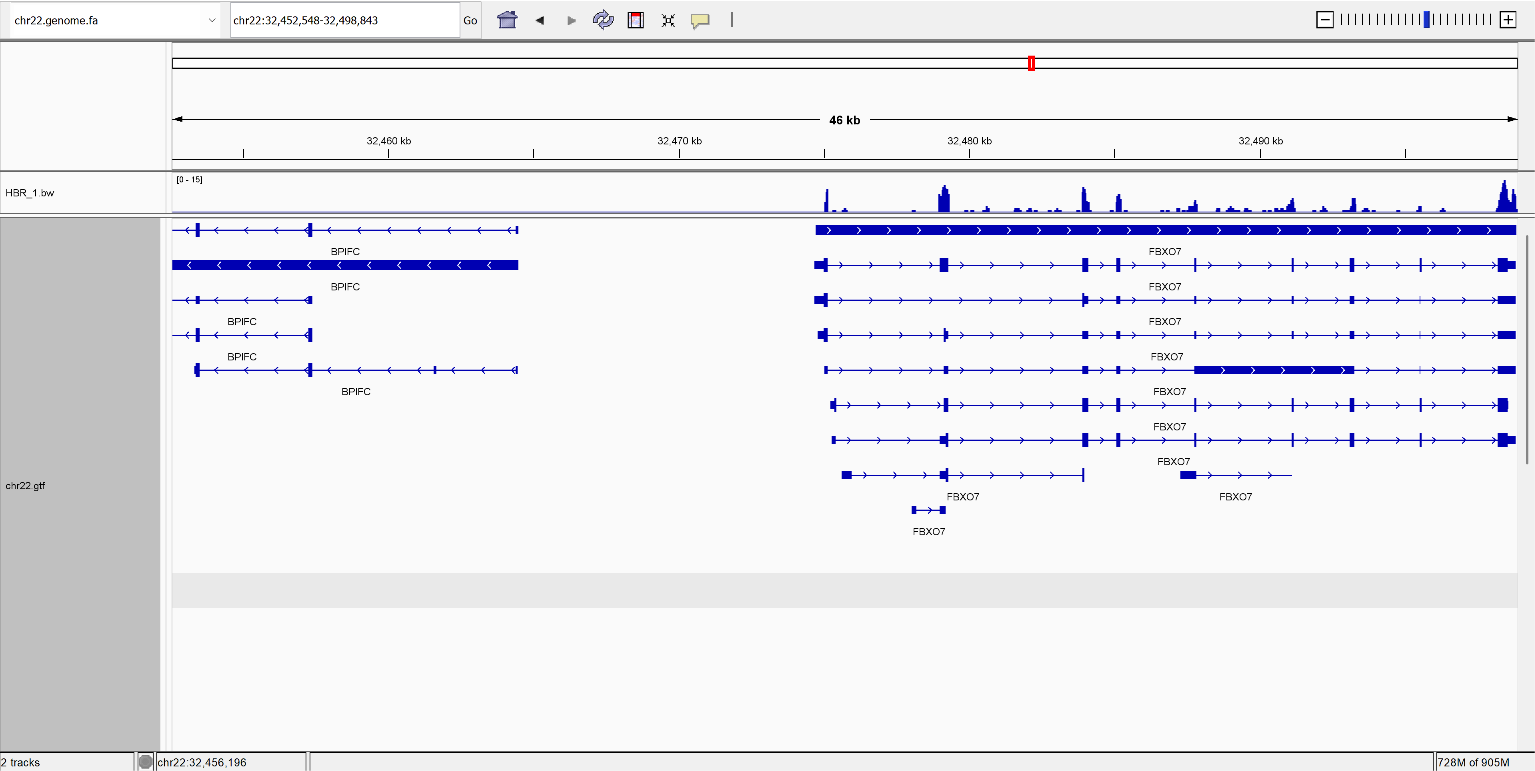 chr22.genome.fa chr22:32,452,548-32,498,843 Go
46 kb
32,460 kb 32,470 kb 32,480 kb 32,490 kb
[0 - 15]
HBR_1.bw
BPIFC FBXO7
BPIFC FBXO7
BPIFC FBXO7
BPIFC FBXO7
BPIFC FBXO7
FBXO7
FBXO7
chr22.gtf
FBXO7 FBXO7
FBXO7
2 tracks chr22:32,456,196 728M of 905M